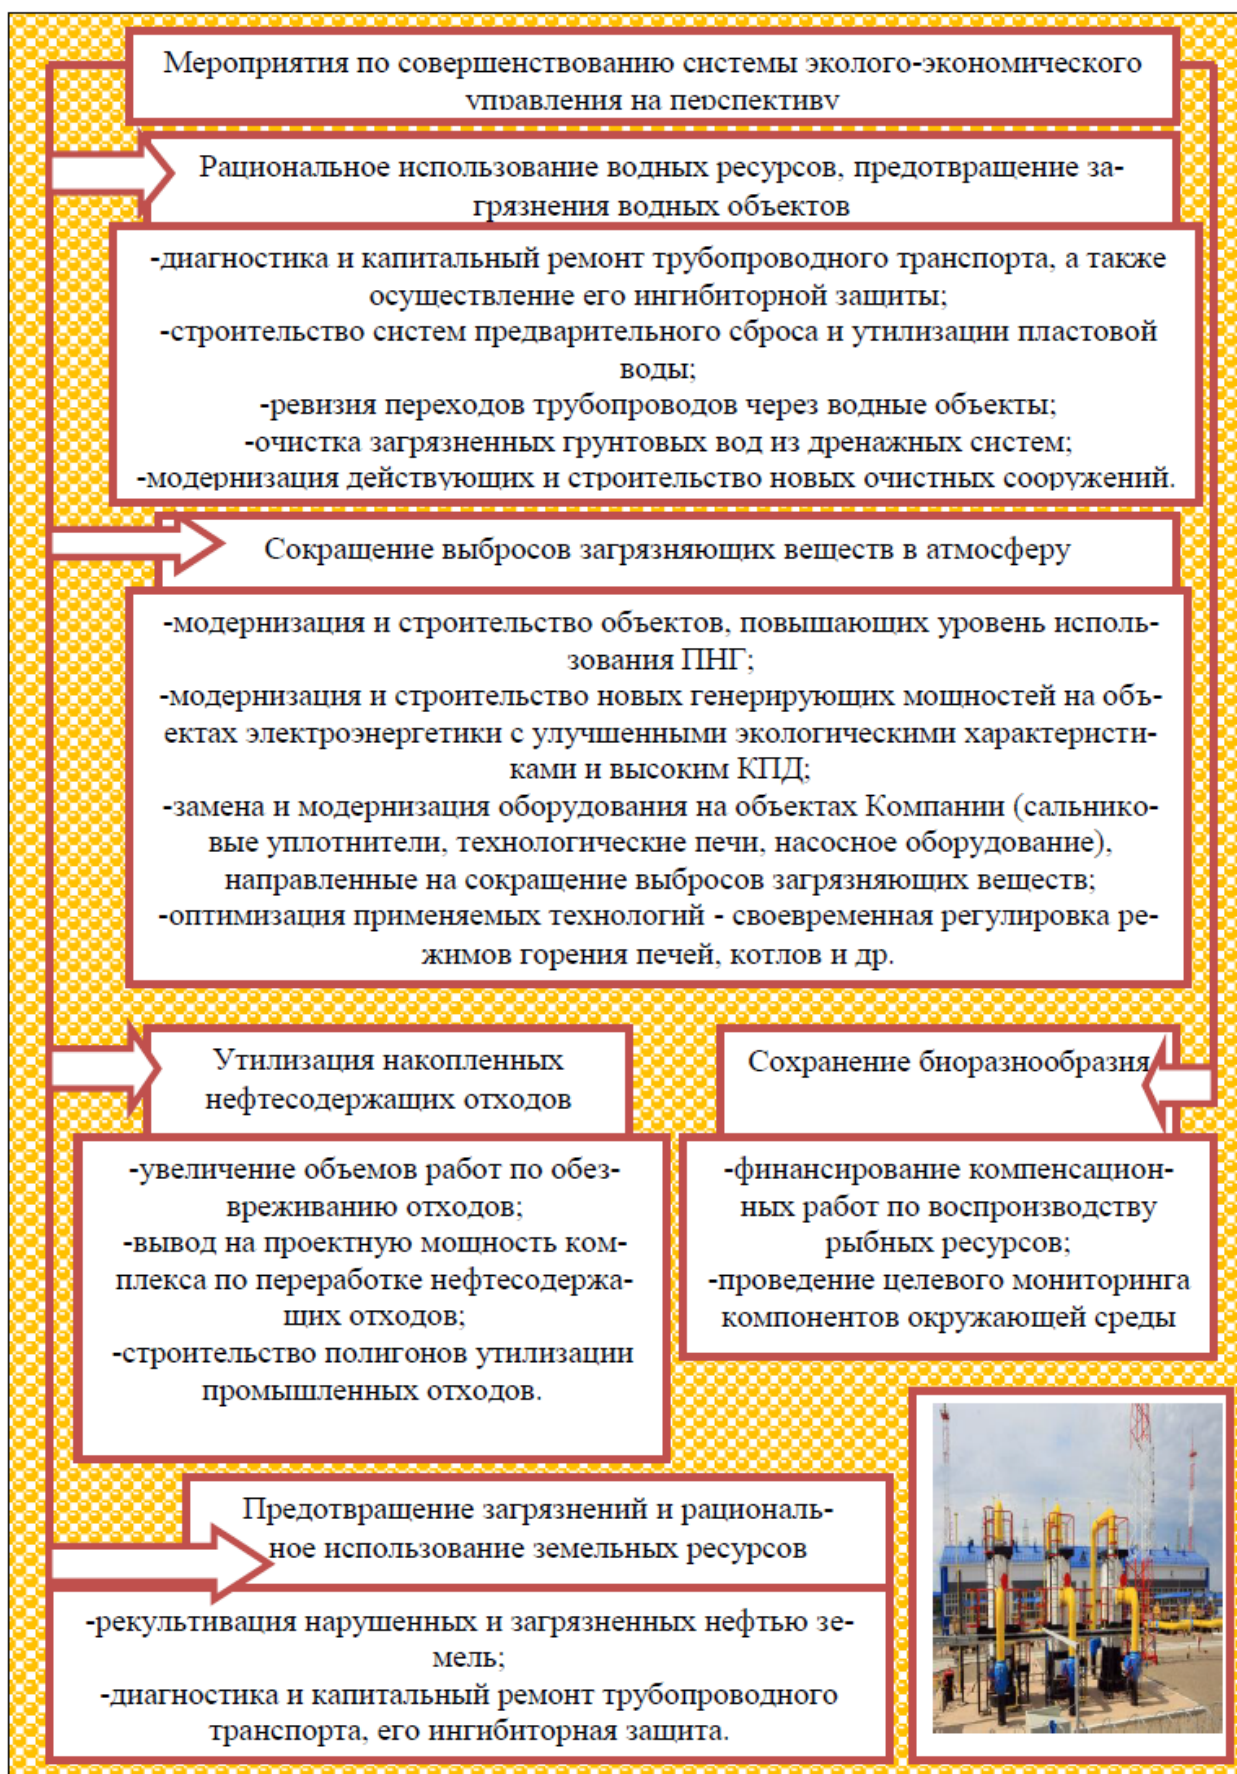 Мероприятия по совершенствованию системы эколого-экономического
управления на перспективу
Рациональное использование водных ресурсов, предотвращение за-
грязнения водных объектов
-диагностика и капитальный ремонт трубопроводного транспорта, а также
осуществление его ингибиторной защиты;
-строительство систем предварительного сброса и утилизации пластовой
воды;
-ревизия переходов трубопроводов через водные объекты;
-очистка загрязненных грунтовых вод из дренажных систем;
-модернизация действующих и строительство новых очистных сооружений.
Сокращение выбросов загрязняющих веществ в атмосферу
-модернизация и строительство объектов, повышающих уровень исполь-
зования ПНГ;
-модернизация и строительство новых генерирующих мощностей на объ-
ектах электроэнергетики с улучшенными экологическими характеристи-
ками и высоким КПД;
-замена и модернизация оборудования на объектах Компании (сальнико-
вые уплотнители, технологические печи, насосное оборудование),
направленные на сокращение выбросов загрязняющих веществ;
-оптимизация применяемых технологий - своевременная регулировка ре-
жимов горения печей, котлов и др.
Утилизация накопленных
нефтесодержащих отходов
-увеличение объемов работ по обез-
вреживанию отходов;
-вывод на проектную мощность ком-
плекса по переработке нефтесодержа-
щих отходов;
-строительство полигонов утилизации
промышленных отходов.
Сохранение биоразнообразия
-финансирование компенсацион-
ных работ по воспроизводству
рыбных ресурсов;
-проведение целевого мониторинга
компонентов окружающей среды
Предотвращение загрязнений и рациональ-
ное использование земельных ресурсов
-рекультивация нарушенных и загрязненных нефтью зе-
мель;
-диагностика и капитальный ремонт трубопроводного
транспорта, его ингибиторная защита.